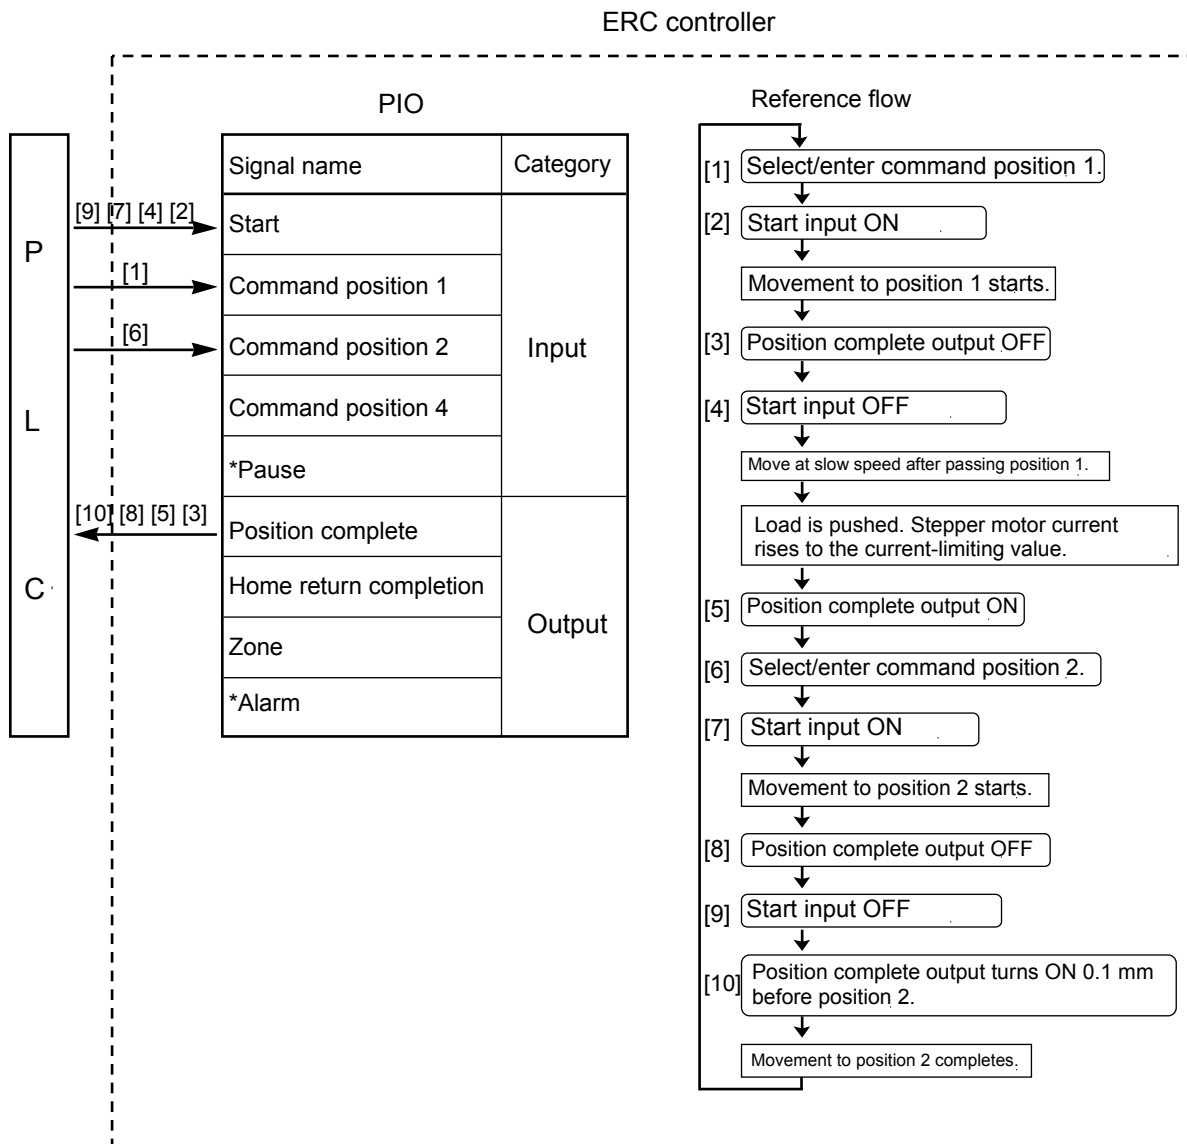 ERC controller
PIO
Reference flow
Signal name
Category
[9] [7] [4] [2]
Start
[1]
Command position 1
[6]
Command position 2
Input
Command position 4
*Pause
[10] [8] [5] [3]
Position complete
Home return completion
Output
Zone
*Alarm
P
L
C
[1] Select/enter command position 1.
[2] Start input ON
Movement to position 1 starts.
[3] Position complete output OFF
[4] Start input OFF
Move at slow speed after passing position 1.
Load is pushed. Stepper motor current
rises to the current-limiting value.
[5] Position complete output ON
[6] Select/enter command position 2.
[7] Start input ON
Movement to position 2 starts.
[8] Position complete output OFF
[9] Start input OFF
[10] Position complete output turns ON 0.1 mm
before position 2.
Movement to position 2 completes.